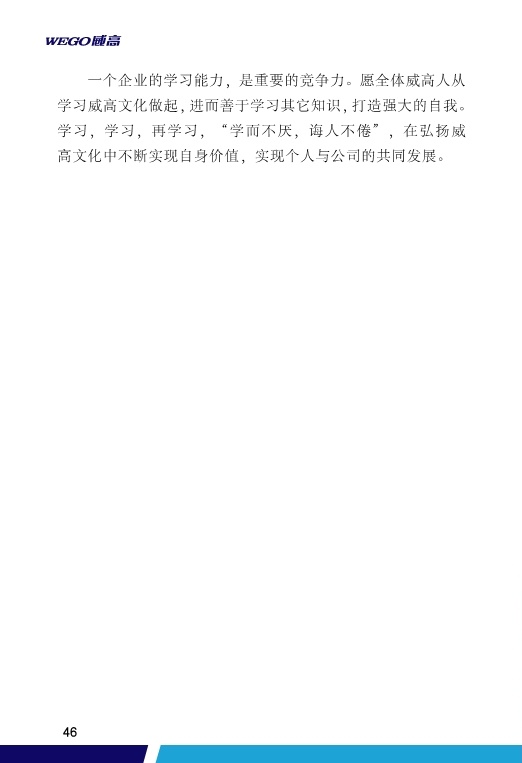 WEGO威高
一个企业的学习能力，是重要的竞争力。愿全体威高人从
学习威高文化做起，进而善于学习其它知识，打造强大的自我。
学习，学习，再学习，“学而不厌，诲人不倦”，在弘扬威
高文化中不断实现自身价值，实现个人与公司的共同发展。
46